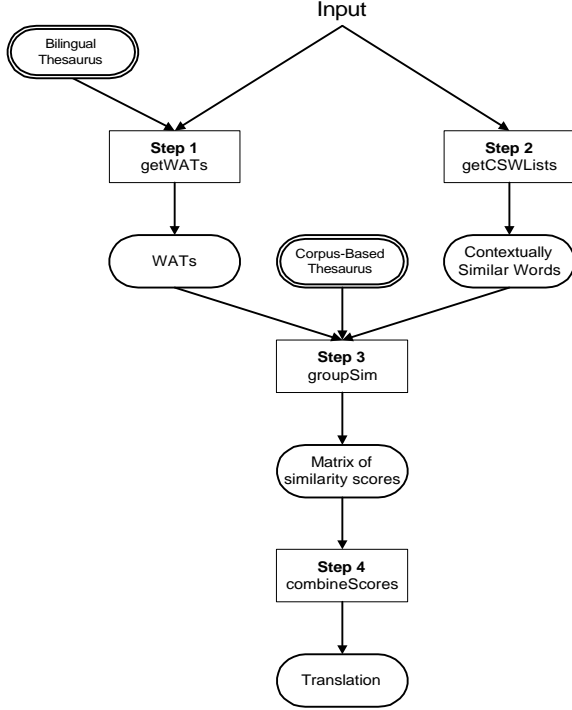 Input
Bilingual
Thesaurus
Step 1
getWATs
Step 2
getCSWLists
WATs
Corpus-Based
Thesaurus
Contextually
Similar Words
Step 3
groupSim
Matrix of
similarity scores
Step 4
combineScores
Translation